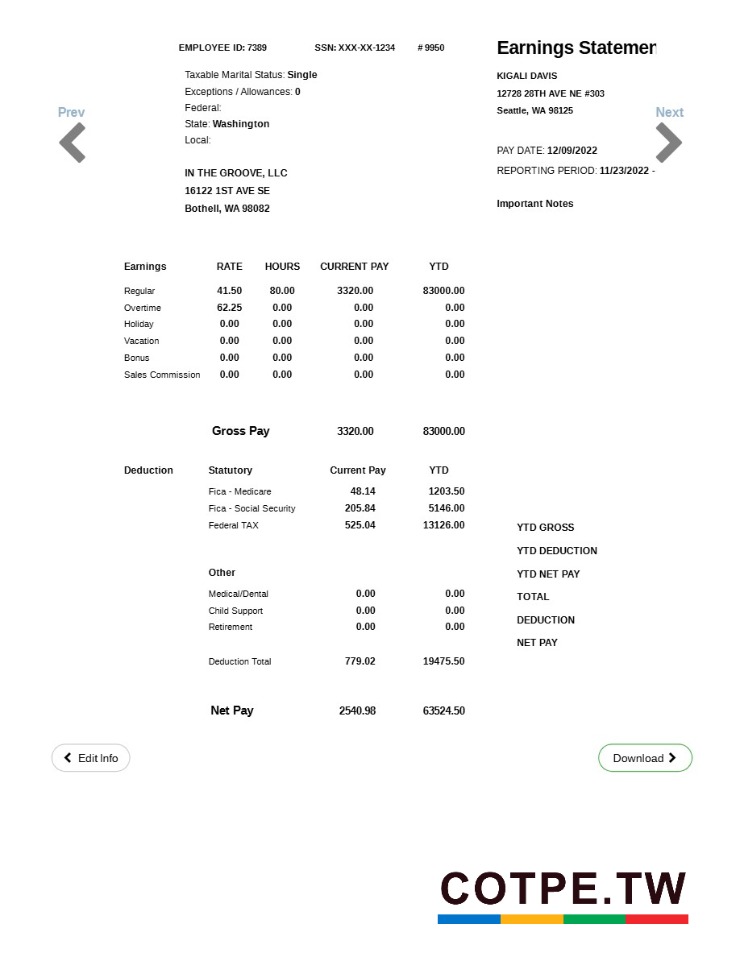 EMPLOYEE ID: 7389 SSN: XXX-XX-1234 # 9950 Earnings Statemen
Taxable Marital Status: Single KIGALI DAVIS
Exceptions / Allowances: 0 12728 28TH AVE NE #303
Federal: Seattle, WA 98125
Prev Next
State: Washington
Local:
PAY DATE: 12/09/2022
IN THE GROOVE, LLC REPORTING PERIOD: 11/23/2022 -
16122 1ST AVE SE
Bothell, WA 98082 Important Notes
Earnings RATE HOURS CURRENT PAY YTD
Regular 41.50 80.00 3320.00 83000.00
Overtime 62.25 0.00 0.00 0.00
Holiday 0.00 0.00 0.00 0.00
Vacation 0.00 0.00 0.00 0.00
Bonus 0.00 0.00 0.00 0.00
Sales Commission 0.00 0.00 0.00 0.00
Gross Pay 3320.00 83000.00
Deduction Statutory Current Pay YTD
Fica - Medicare 48.14 1203.50
Fica - Social Security 205.84 5146.00
Federal TAX 525.04 13126.00 YTD GROSS
YTD DEDUCTION
Other YTD NET PAY
Medical/Dental 0.00 0.00 TOTAL
Child Support 0.00 0.00 DEDUCTION
Retirement 0.00 0.00
NET PAY
Deduction Total 779.02 19475.50
Net Pay 2540.98 63524.50
Edit Info Download
COTPE.TW